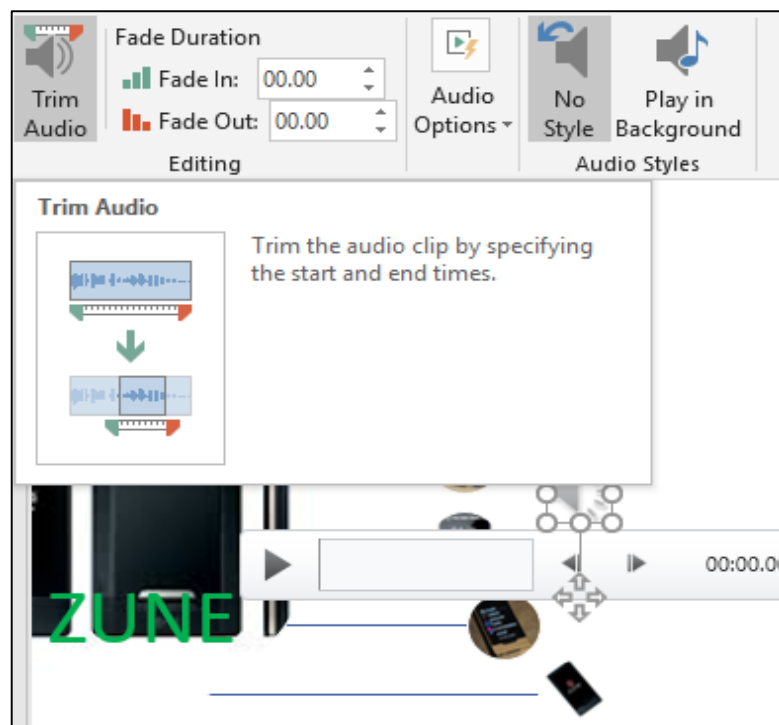 Fade Duration
Fade In: 00.00
Fade Out: 00.00
Trim
Audio
Audio
Options
No
Style
Play in
Background
Editing
Audio Styles
Trim Audio
Trim the audio clip by specifying
the start and end times.
00:00.00
ZUNE